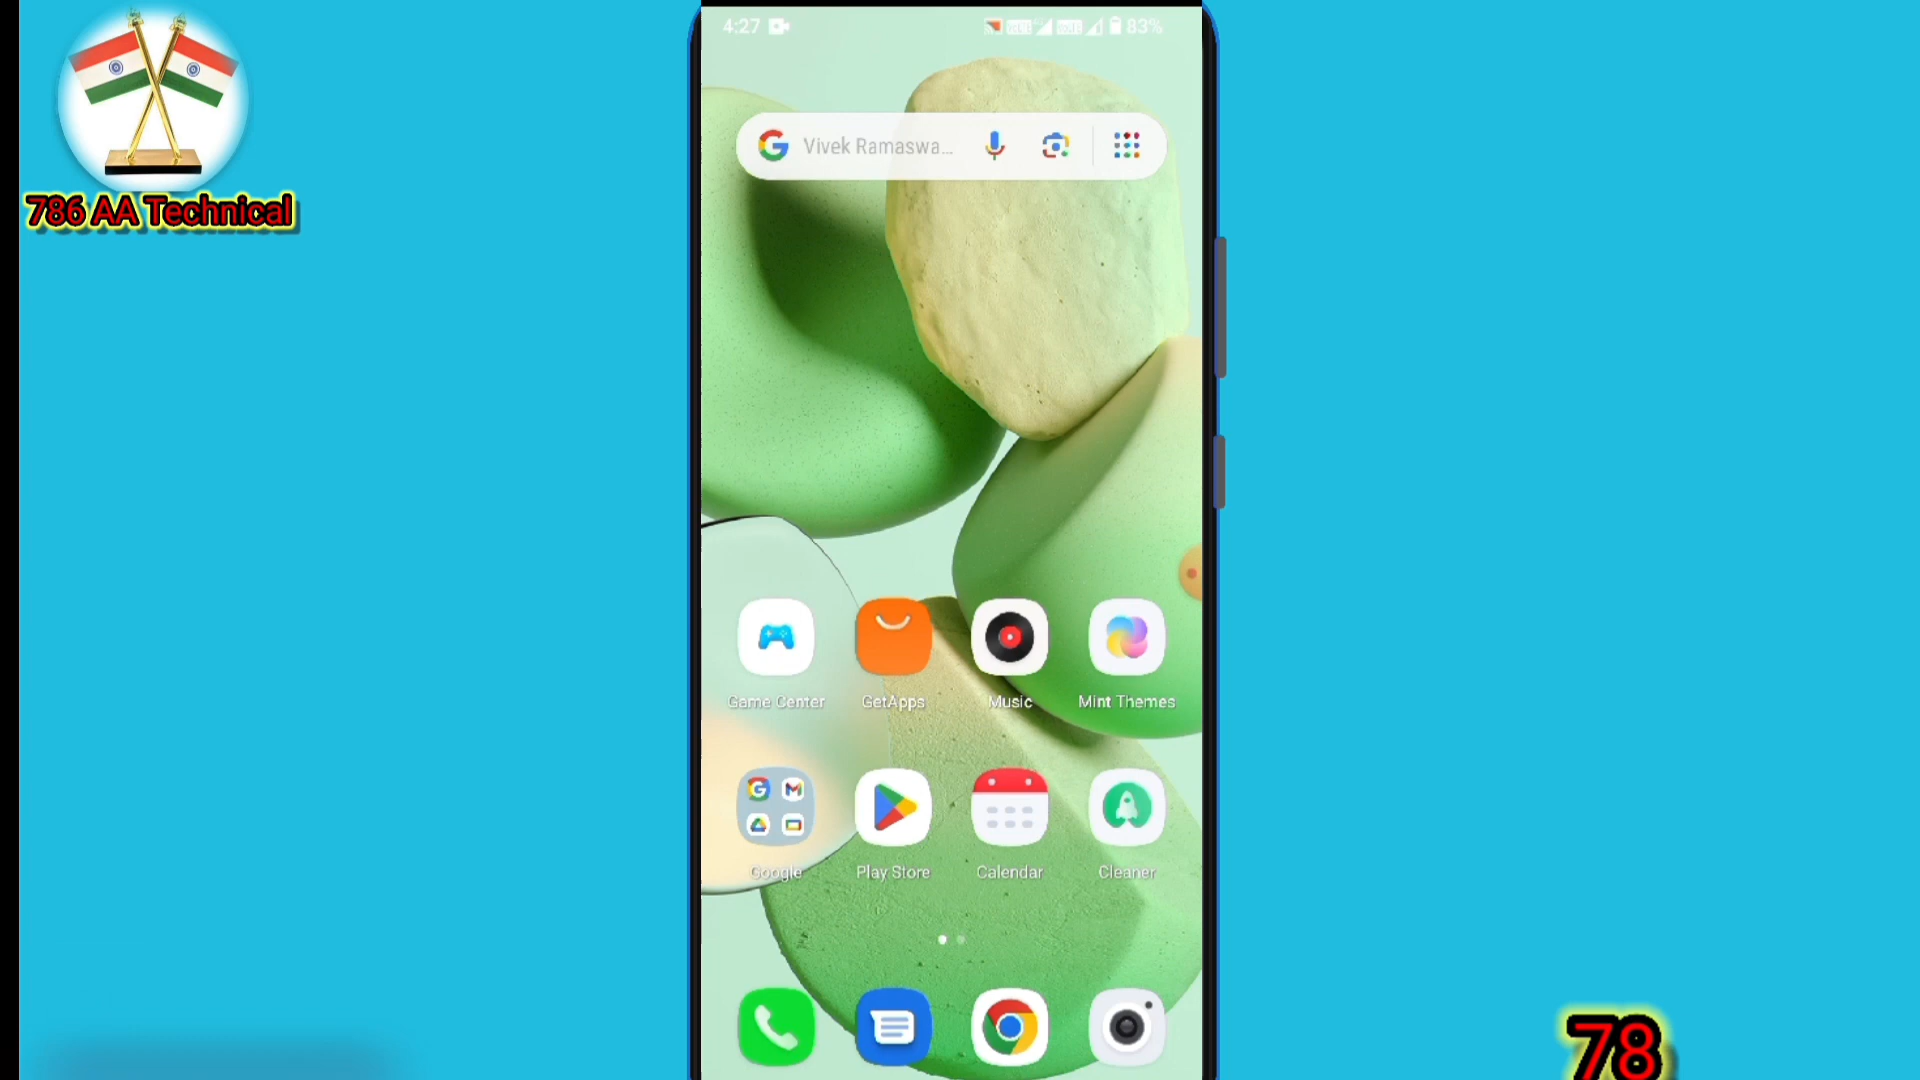 4:27
83%
Vivek Ramaswa...
786 AA Technical
Game Center
GetApps
Music
Mint Themes
Google
Play Store
Calendar
Cleaner
78